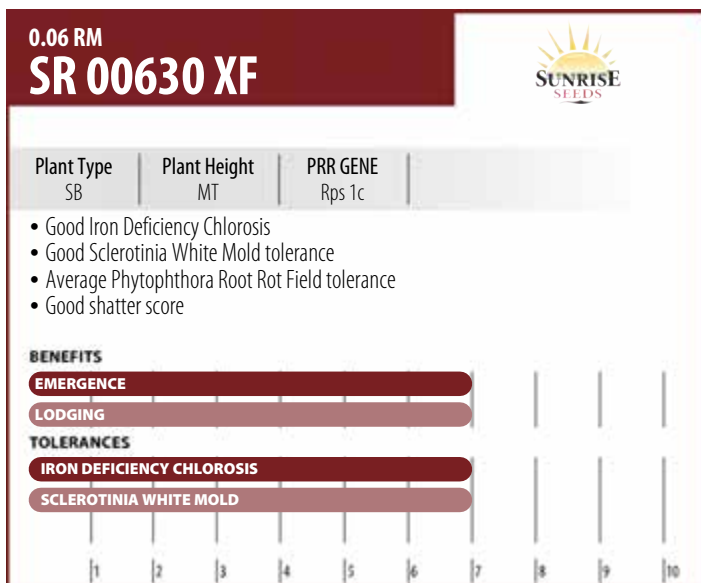 0.06 RM
SR 00630 XF
SUNRISE
SEEDS
Plant Type Plant Height PRR GENE
SB MT Rps 1c
• Good Iron Deficiency Chlorosis
• Good Sclerotinia White Mold tolerance
• Average Phytophthora Root Rot Field tolerance
• Good shatter score
BENEFITS
EMERGENCE
LODGING
TOLERANCES
IRON DEFICIENCY CHLOROSIS
SCLEROTINIA WHITE MOLD
1 2 3 4 5 6 7 8 9 10